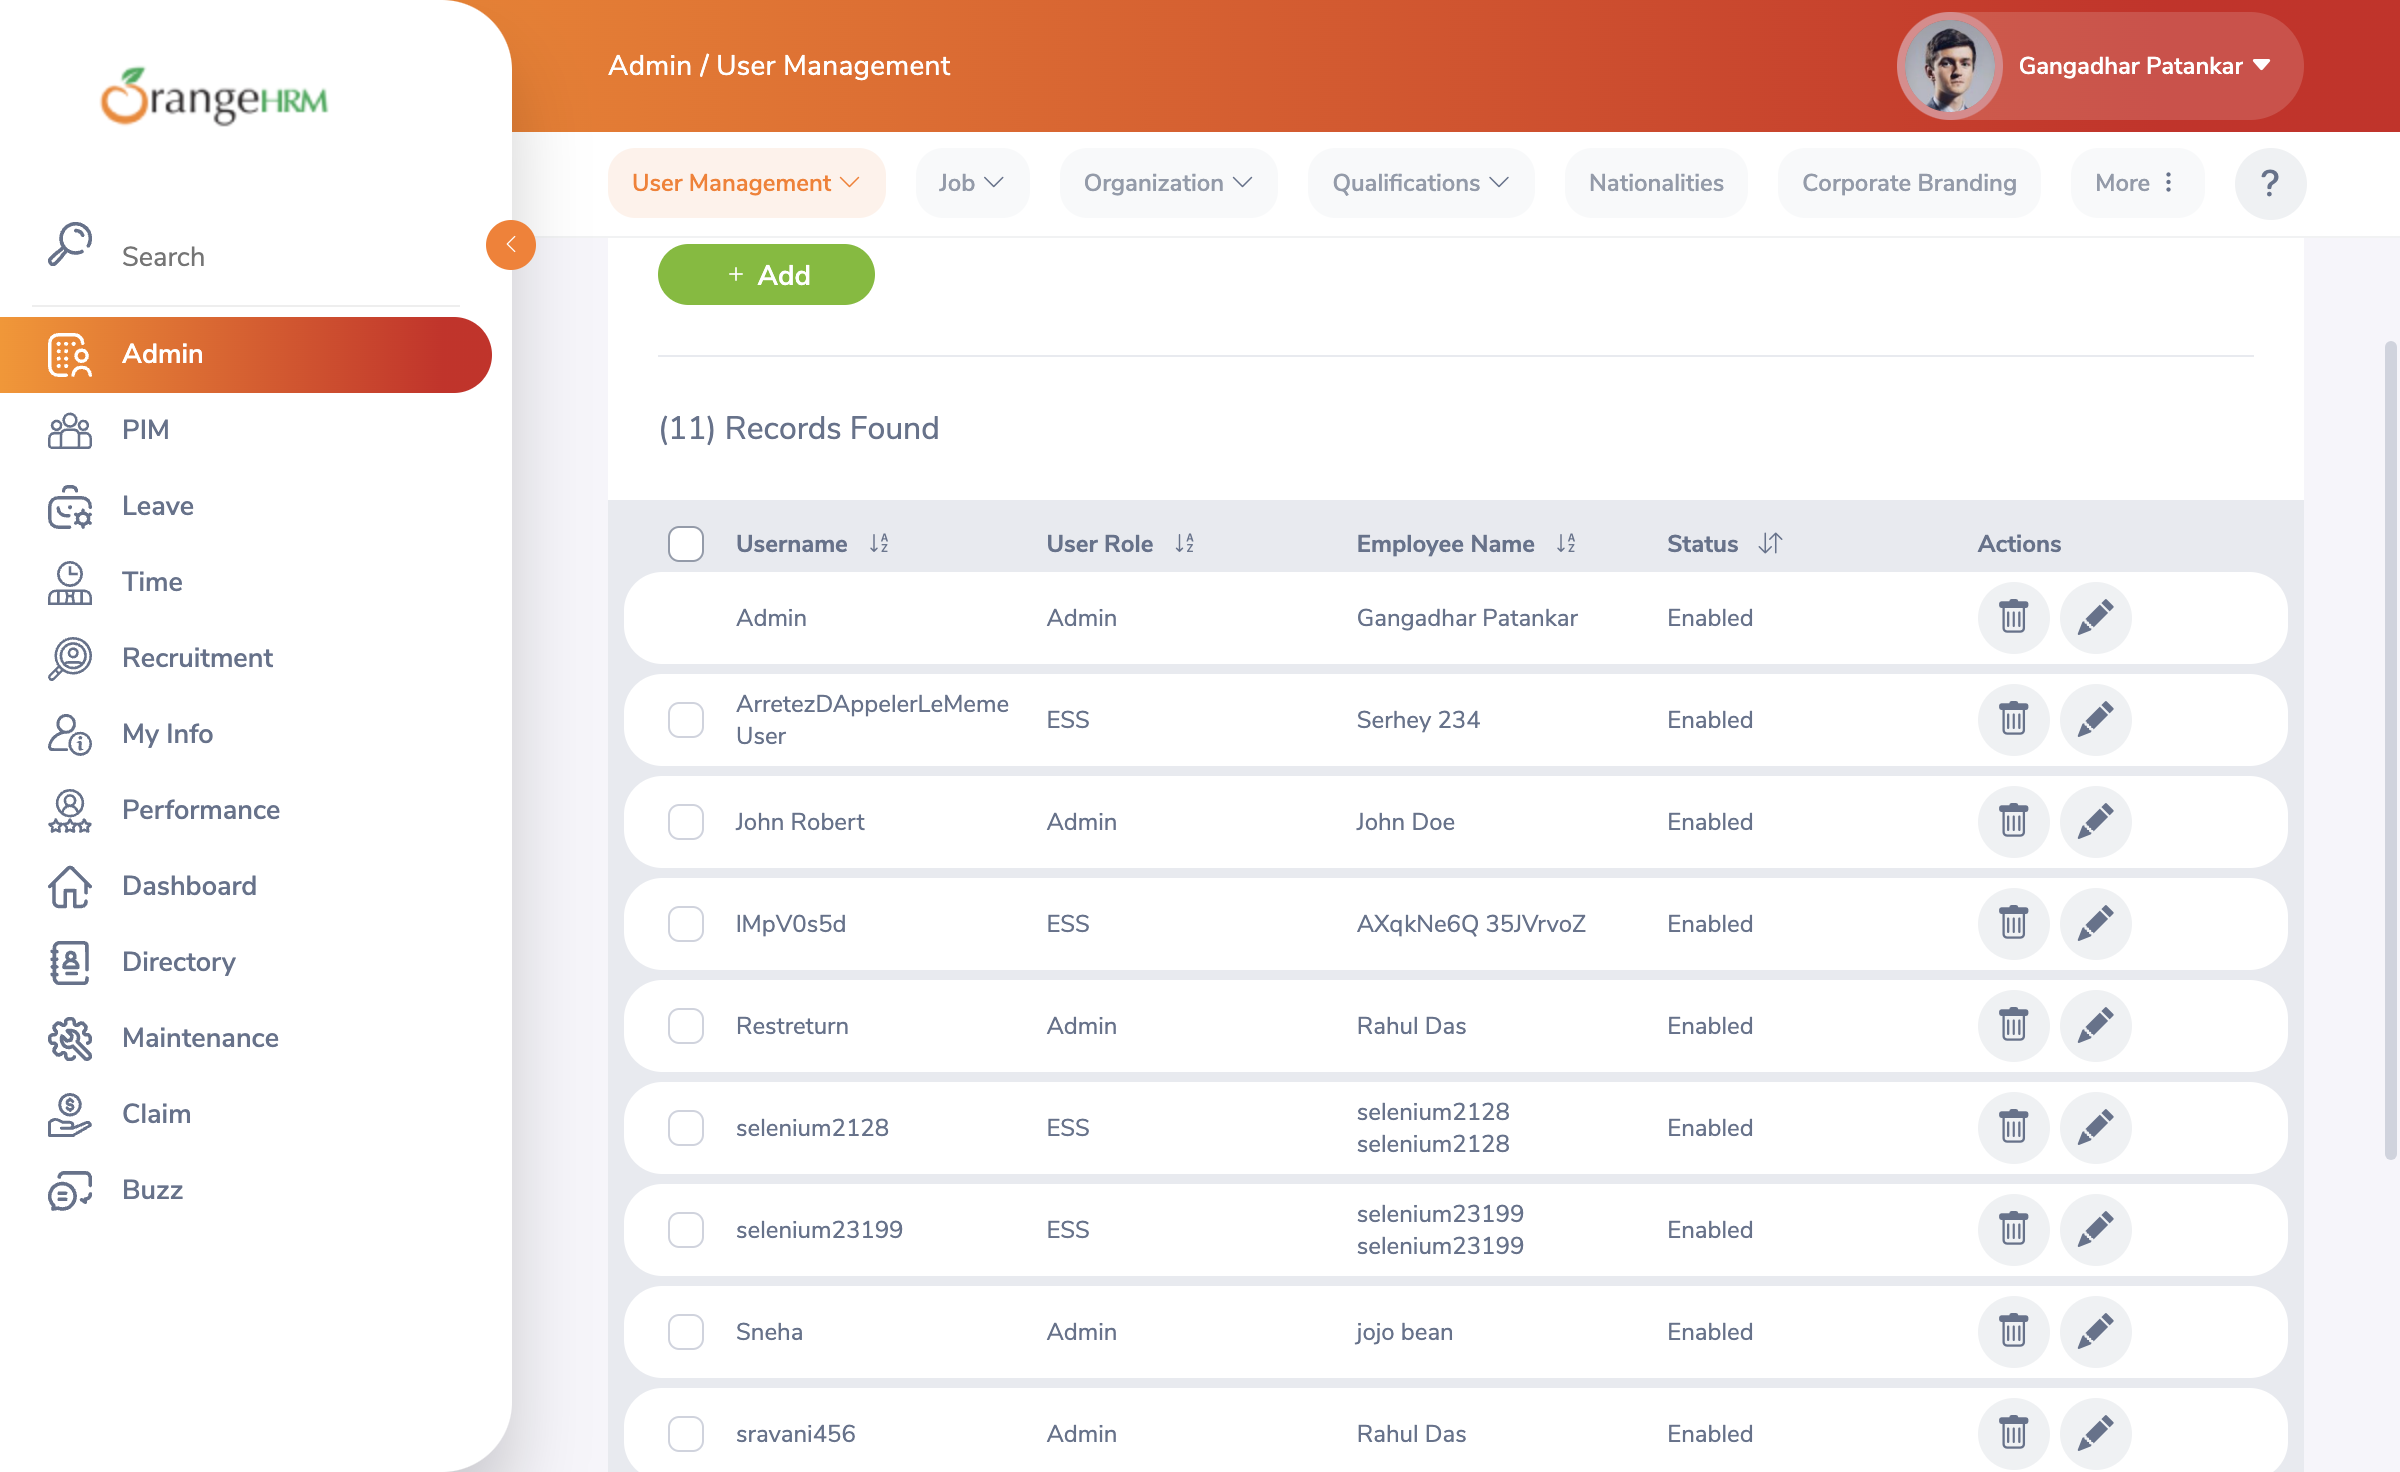 OrangeHRM
Search
Admin
PIM
Leave
Time
Recruitment
My Info
Performance
Dashboard
Directory
Maintenance
Claim
Buzz
Admin / User Management
Gangadhar Patankar
User Management
Job
Organization
Qualifications
Nationalities
Corporate Branding
More
?
+ Add
(11) Records Found
Username User Role Employee Name Status Actions
Admin Admin Gangadhar Patankar Enabled
ArretezDAppelerLeMeme
User ESS Serhey 234 Enabled
John Robert Admin John Doe Enabled
lMpV0s5d ESS AXqkNe6Q 35JVrvoZ Enabled
Restreturn Admin Rahul Das Enabled
selenium2128 ESS selenium2128
selenium2128 Enabled
selenium23199 ESS selenium23199
selenium23199 Enabled
Sneha Admin jojo bean Enabled
sravani456 Admin Rahul Das Enabled